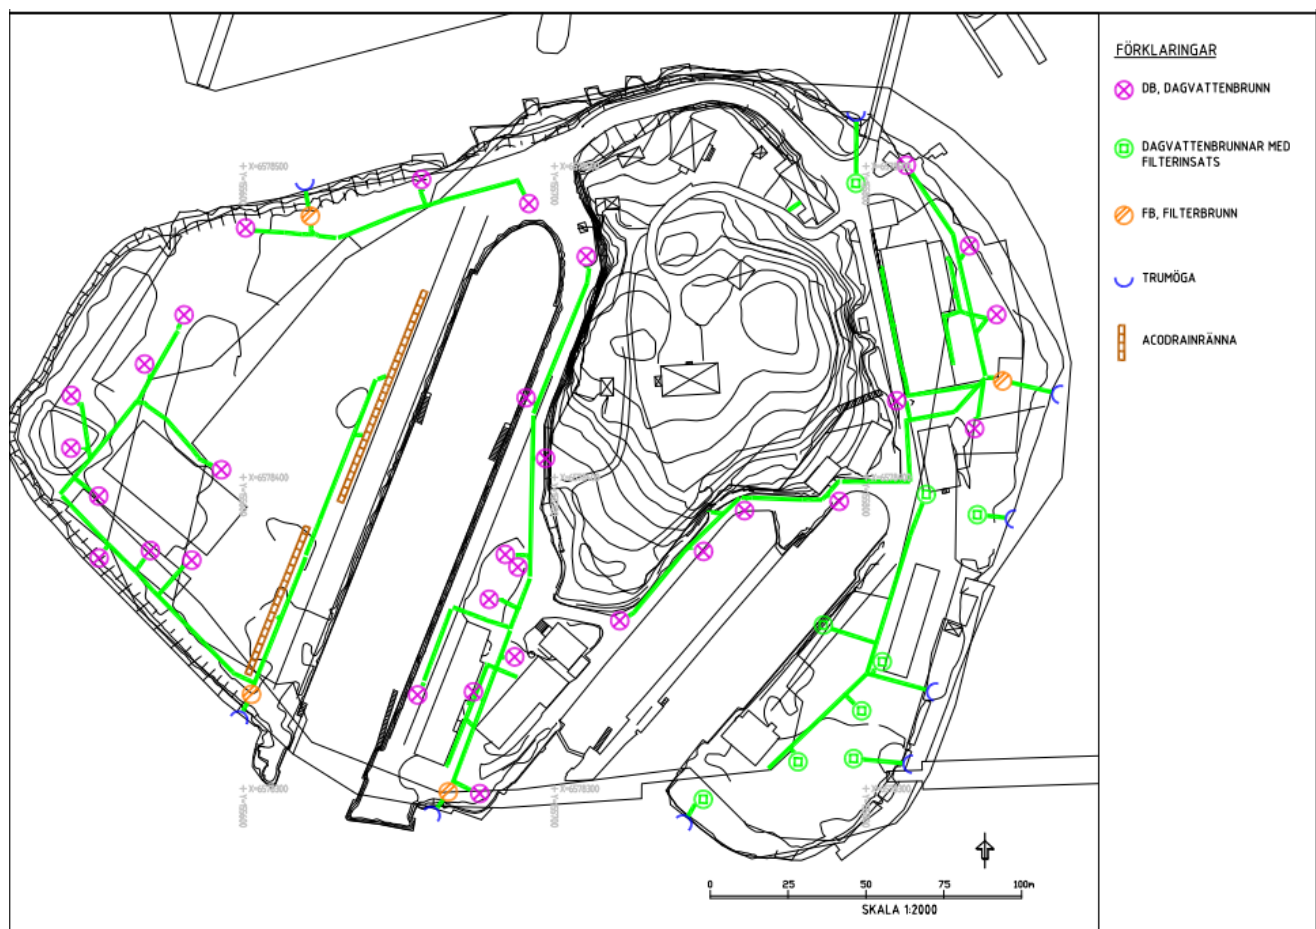 FÖRKLARINGAR
DB, DAGVATTENBRUNN
DAGVATTENBRUNNAR MED
FILTERINSATS
FB, FILTERBRUNN
TRUMÖGA
ACODRAINRÄNNA
X=6578500
X=6578400
X=6578300
X=6578300
0 25 50 75 100m
SKALA 1:2000